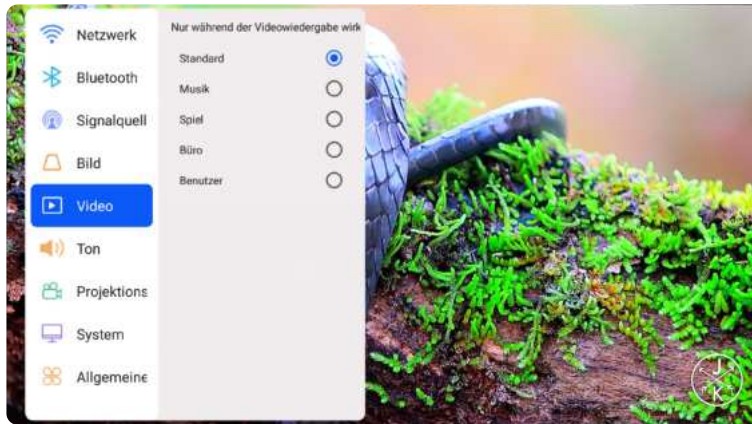 Netzwerk
Bluetooth
Signalquell
Bild
Video
Ton
Projektions
System
Allgemeine
Nur während der Videowiedergabe wirk
Standard
Musik
Spiel
Büro
Benutzer
J
K